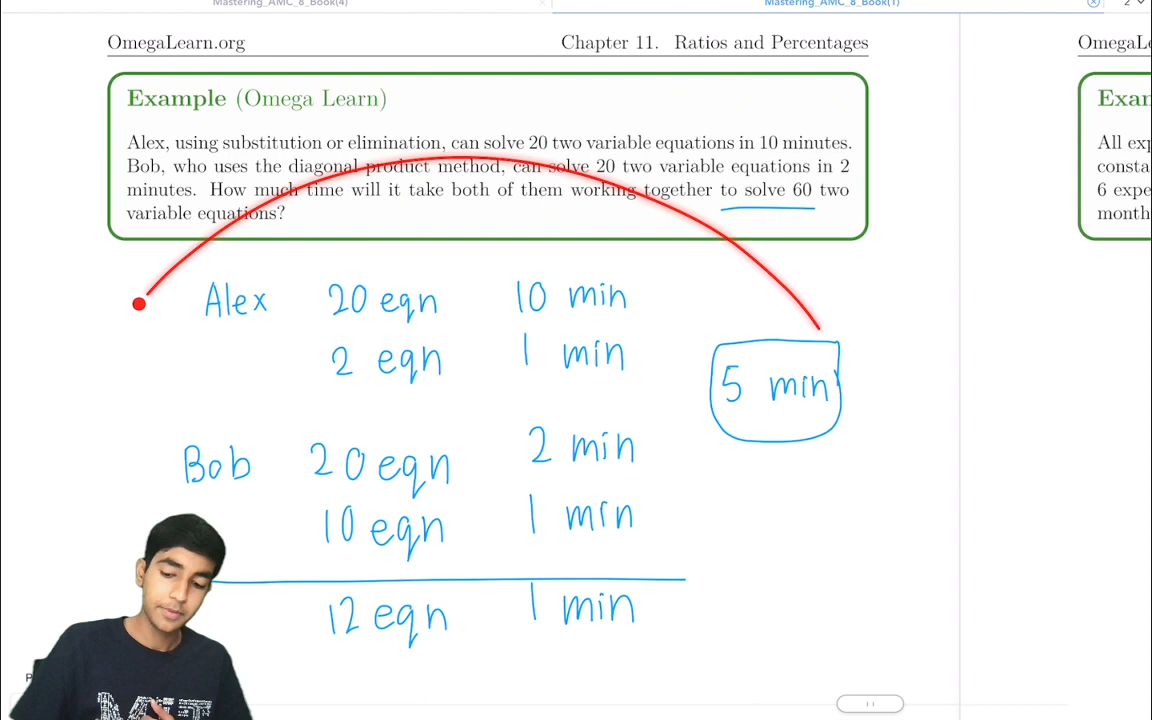 Mastering_AMC_8_Book(4)
Mastering_AMC_8_Book(1)
2
OmegaLearn.org
Chapter 11. Ratios and Percentages
Example (Omega Learn)
Alex, using substitution or elimination, can solve 20 two variable equations in 10 minutes.
Bob, who uses the diagonal product method, can solve 20 two variable equations in 2
minutes. How much time will it take both of them working together to solve 60 two
variable equations?
Alex 20 eqn 10 min
2 eqn 1 min
5 min
Bob 20 eqn 2 min
10 eqn 1 min
12 eqn 1 min
OmegaL
Exam
All exp
consta
6 expe
month